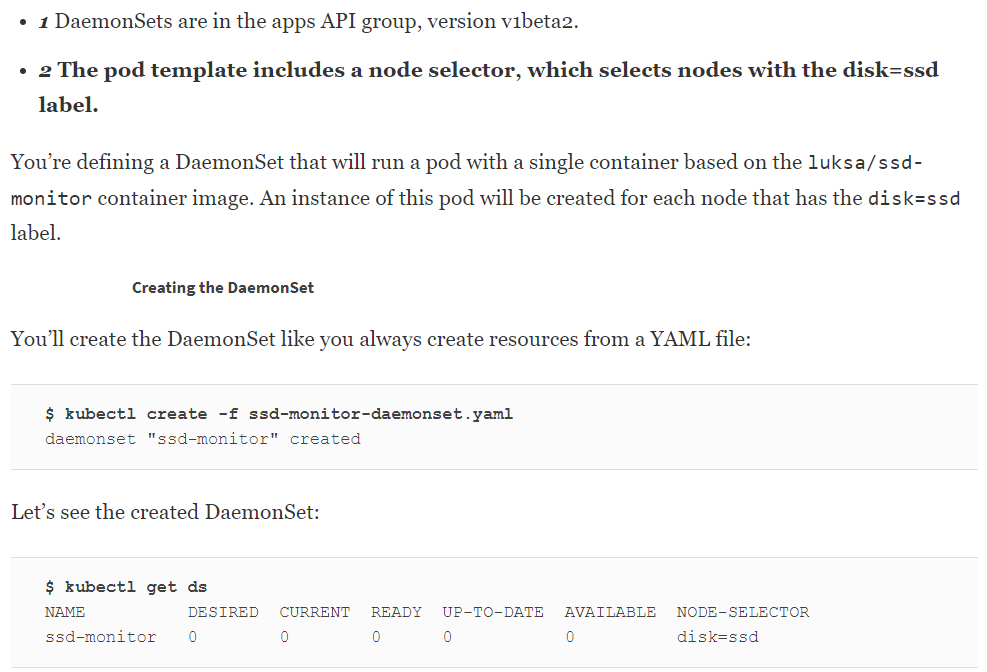 • 1 DaemonSets are in the apps API group, version v1beta2.
• 2 The pod template includes a node selector, which selects nodes with the disk=ssd
label.
You’re defining a DaemonSet that will run a pod with a single container based on the luksa/ssd-
monitor container image. An instance of this pod will be created for each node that has the disk=ssd
label.
Creating the DaemonSet
You’ll create the DaemonSet like you always create resources from a YAML file:
$ kubectl create -f ssd-monitor-daemonset.yaml
daemonset "ssd-monitor" created
Let’s see the created DaemonSet:
$ kubectl get ds
NAME DESIRED CURRENT READY UP-TO-DATE AVAILABLE NODE-SELECTOR
ssd-monitor 0 0 0 0 0 disk=ssd